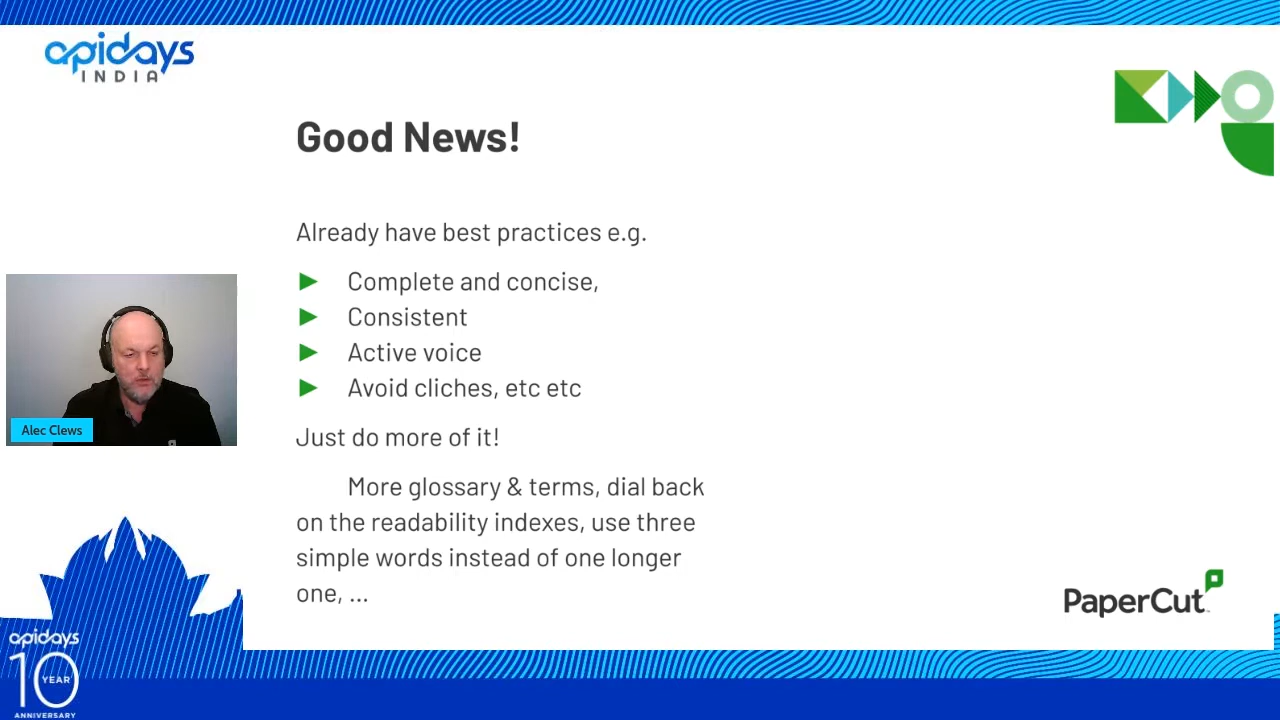 apidays
INDIA
Good News!
Already have best practices e.g.
Complete and concise,
Consistent
Active voice
Avoid cliches, etc etc
Just do more of it!
More glossary & terms, dial back
on the readability indexes, use three
simple words instead of one longer
one, ...
Alec Clews
PaperCut
apidays
10
YEAR
ANNIVERSARY